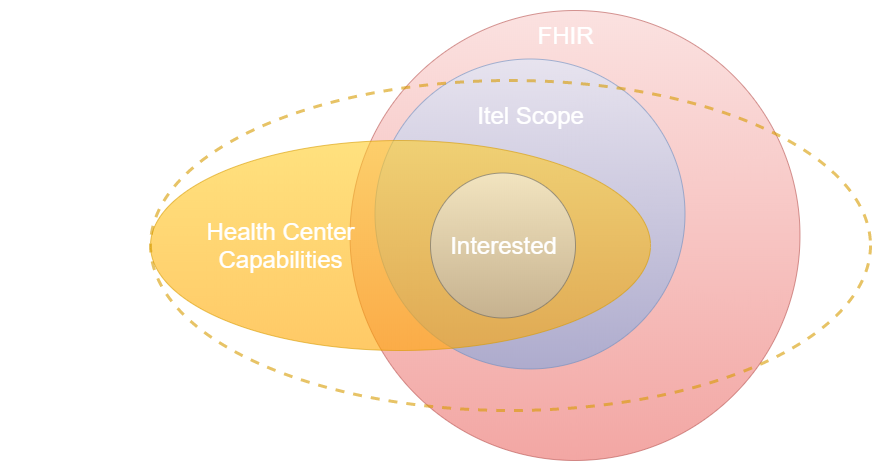 FHIR
Itel Scope
Health Center
Capabilities
Interested